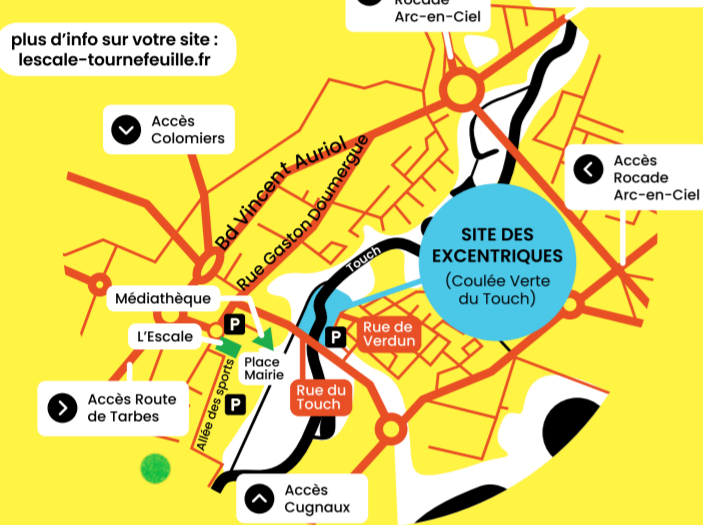 Rocade
Arc-en-Ciel
plus d’info sur votre site :
lescale-tournefeuille.fr
Accès
Colomiers
Bd Vincent Auriol
Rue Gaston Doumergue
Accès
Rocade
Arc-en-Ciel
SITE DES
EXCENTRIQUES
(Coulée Verte
du Touch)
Touch
Médiathèque
P
L’Escale
P
Rue de
Verdun
Place
Mairie
Rue du
Touch
Accès Route
de Tarbes
Allée des sports
P
Accès
Cugnaux